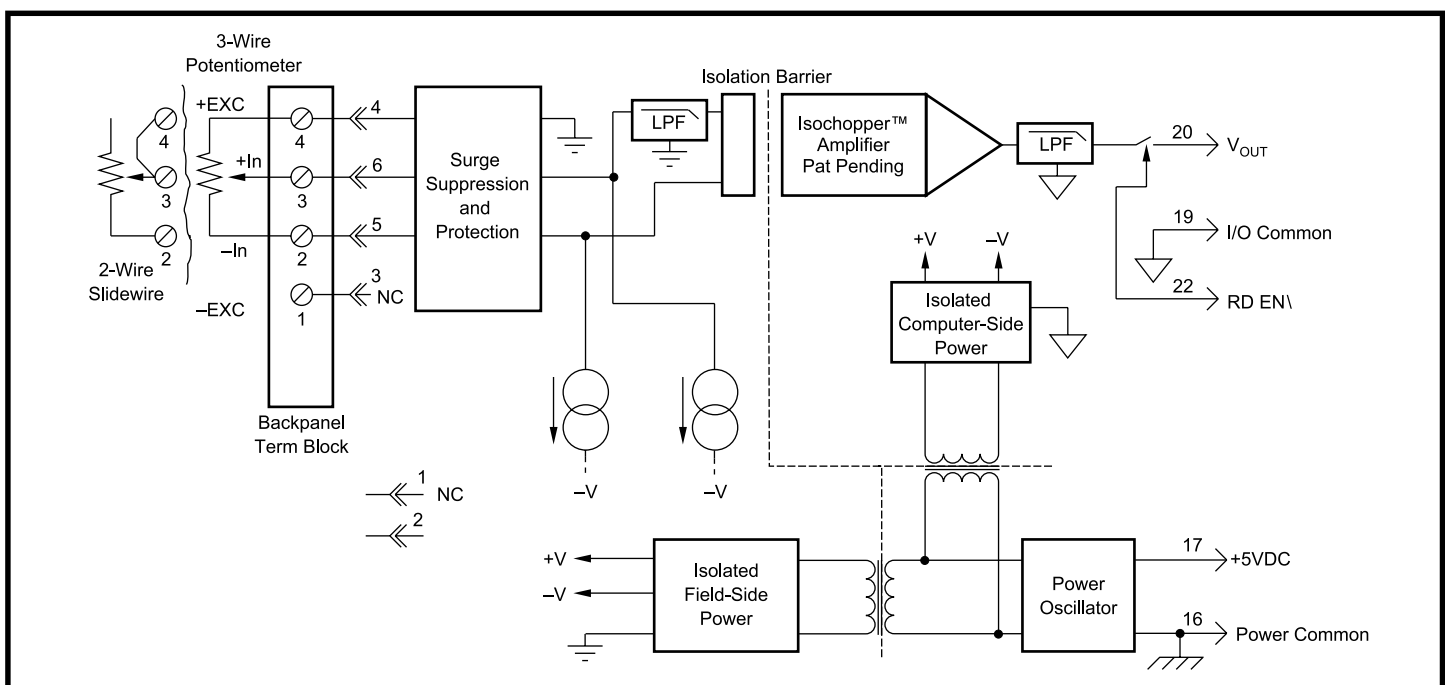 3-Wire
Potentiometer
+EXC
4
4
4
+In
3
3
6
–In
2
2
5
2-Wire
Slidewire
–EXC
1
3
NC
Backpanel
Term Block
1
NC
2
Surge
Suppression
and
Protection
LPF
–V
–V
Isolation Barrier
Isochopper™
Amplifier
Pat Pending
LPF
20
VOUT
19
I/O Common
22
RD EN\
+V
–V
Isolated
Computer-Side
Power
+V
–V
Isolated
Field-Side
Power
Power
Oscillator
17
+5VDC
16
Power Common